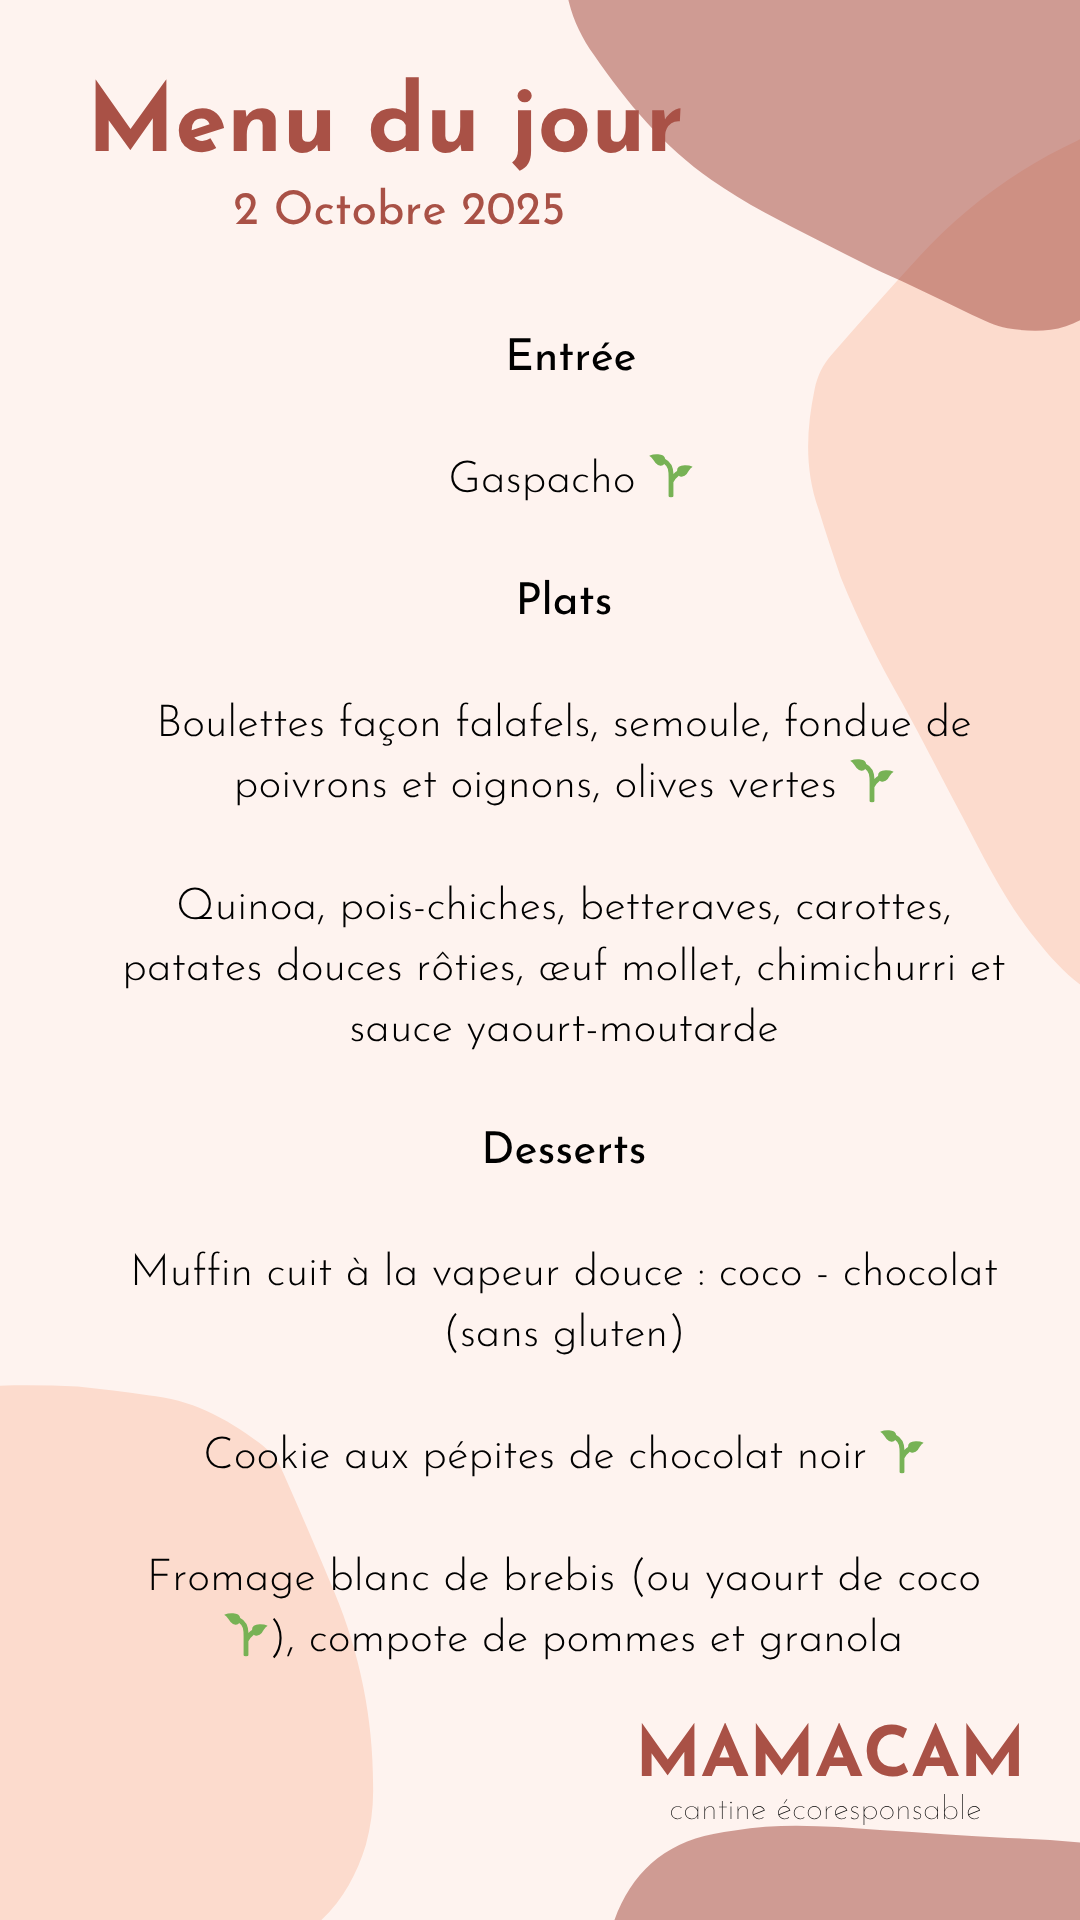 Menu du jour
2 Octobre 2025
Entrée
Gaspacho 🌱
Plats
Boulettes façon falafels, semoule, fondue de
poivrons et oignons, olives vertes 🌱
Quinoa, pois-chiches, betteraves, carottes,
patates douces rôties, œuf mollet, chimichurri et
sauce yaourt-moutarde
Desserts
Muffin cuit à la vapeur douce : coco - chocolat
(sans gluten)
Cookie aux pépites de chocolat noir 🌱
Fromage blanc de brebis (ou yaourt de coco
🌱), compote de pommes et granola
MAMACAM
cantine écoresponsable